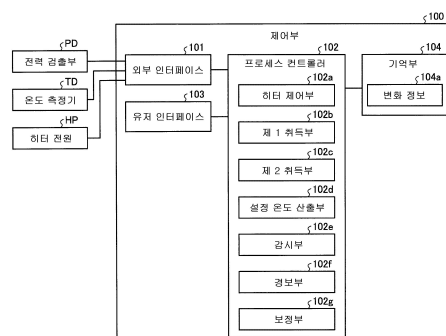 100
제어부
PD
전력 검출부
101
외부 인터페이스
102
프로세스 컨트롤러
기억부
104a
변화 정보
TD
온도 측정기
103
유저 인터페이스
HP
히터 전원
102a
히터 제어부
102b
제 1 취득부
102c
제 2 취득부
102d
설정 온도 산출부
102e
감시부
102f
경보부
102g
보정부
104